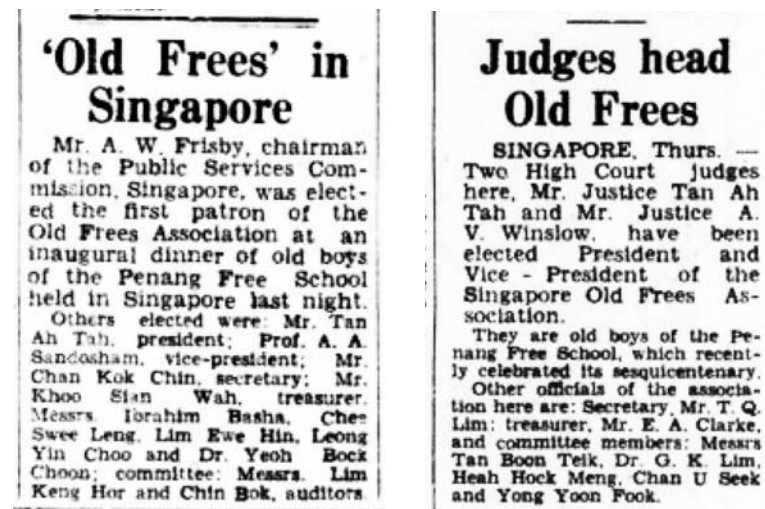 ‘Old Frees’ in
Singapore
Mr. A. W. Frisby, chairman
of the Public Services Com-
mission, Singapore, was elect-
ed the first patron of the
Old Frees Association at an
inaugural dinner of old boys
of the Penang Free School
held in Singapore last night.
Others elected were: Mr. Tan
Ah Tah, president; Prof. A. A.
Sandosham, vice-president; Mr.
Chan Kok Chin, secretary; Mr.
Khoo Sian Wah, treasurer.
Messrs. Ibrahim Basha, Chee
Swee Leng, Lim Ewe Hin, Leong
Yin Choo and Dr. Yeoh Bock
Choon; committee: Messrs. Lim
Keng Hor and Chin Bok, auditors.
Judges head
Old Frees
SINGAPORE, Thurs. —
Two High Court judges
here, Mr. Justice Tan Ah
Tah and Mr. Justice A.
V. Winslow, have been
elected President and
Vice - President of the
Singapore Old Frees As-
sociation.
They are old boys of the Pe-
nang Free School, which recent-
ly celebrated its sesquicentenary.
Other officials of the associa-
tion here are: Secretary, Mr. T. Q.
Lim; treasurer, Mr. E. A. Clarke,
and committee members: Messrs
Tan Boon Teik, Dr. G. K. Lim,
Heah Hock Meng, Chan U Seek
and Yong Yoon Fook.